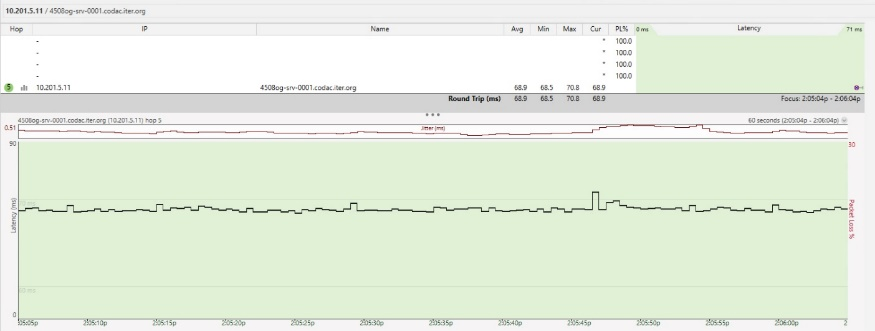 10.201.5.11 / 4508og-srv-0001.codac.iter.org
Hop IP Name Avg Min Max Cur PL% 0 ms Latency 71 ms
- * 100.0
- * 100.0
- * 100.0
- * 100.0
5 10.201.5.11 4508og-srv-0001.codac.iter.org 68.9 68.5 70.8 68.9
Round Trip (ms) 68.9 68.5 70.8 68.9 Focus: 2:05:04p - 2:06:04p
4508og-srv-0001.codac.iter.org (10.201.5.11) hop 5 60 seconds (2:05:04p - 2:06:04p)
0.51 Jitter (ms)
90 30
Latency (ms)
Packet Loss %
0
2:05:10p 2:05:15p 2:05:20p 2:05:25p 2:05:30p 2:05:35p 2:05:40p 2:05:45p 2:05:50p 2:05:55p 2:06:00p 2